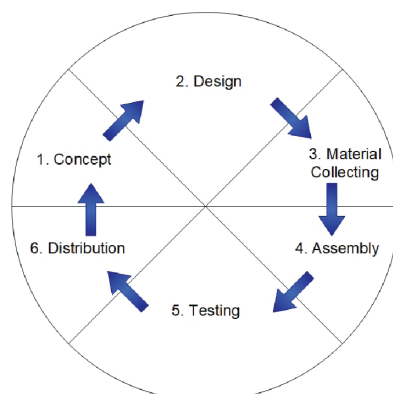 1. Concept
2. Design
3. Material
Collecting
4. Assembly
5. Testing
6. Distribution